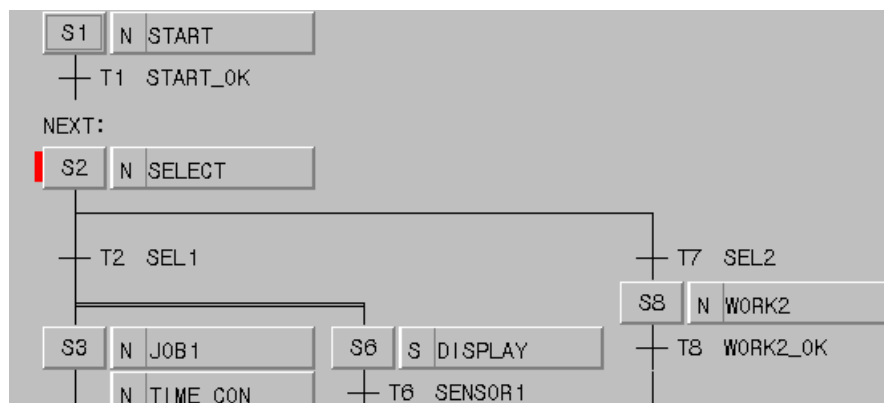 S1 N START
T1 START_OK
NEXT:
S2 N SELECT
T2 SEL1 T7 SEL2
S8 N WORK2
S3 N JOB1 S6 S DISPLAY T8 WORK2_OK
N TIME_CON T6 SENSOR1